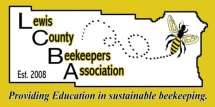 Lewis
County
Beekeepers
Association
Est. 2008
Providing Education in sustainable beekeeping.